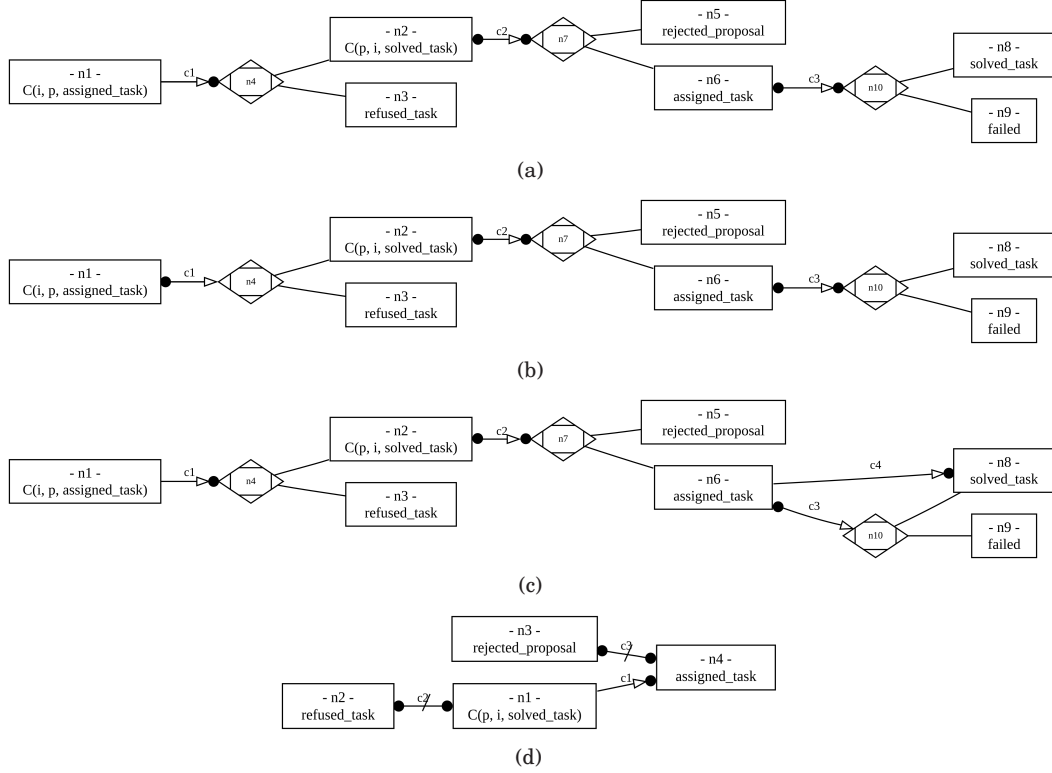 - n1 -
C(i, p, assigned_task)
c1
n4
- n2 -
C(p, i, solved_task)
- n3 -
refused_task
c2
n7
- n5 -
rejected_proposal
- n6 -
assigned_task
c3
n10
- n8 -
solved_task
- n9 -
failed
(a)
- n1 -
C(i, p, assigned_task)
c1
n4
- n2 -
C(p, i, solved_task)
- n3 -
refused_task
c2
n7
- n5 -
rejected_proposal
- n6 -
assigned_task
c3
n10
- n8 -
solved_task
- n9 -
failed
(b)
- n1 -
C(i, p, assigned_task)
c1
n4
- n2 -
C(p, i, solved_task)
- n3 -
refused_task
c2
n7
- n5 -
rejected_proposal
- n6 -
assigned_task
c4
c3
n10
- n8 -
solved_task
- n9 -
failed
(c)
- n3 -
rejected_proposal
c3
- n4 -
assigned_task
c1
- n2 -
refused_task
c2
- n1 -
C(p, i, solved_task)
(d)